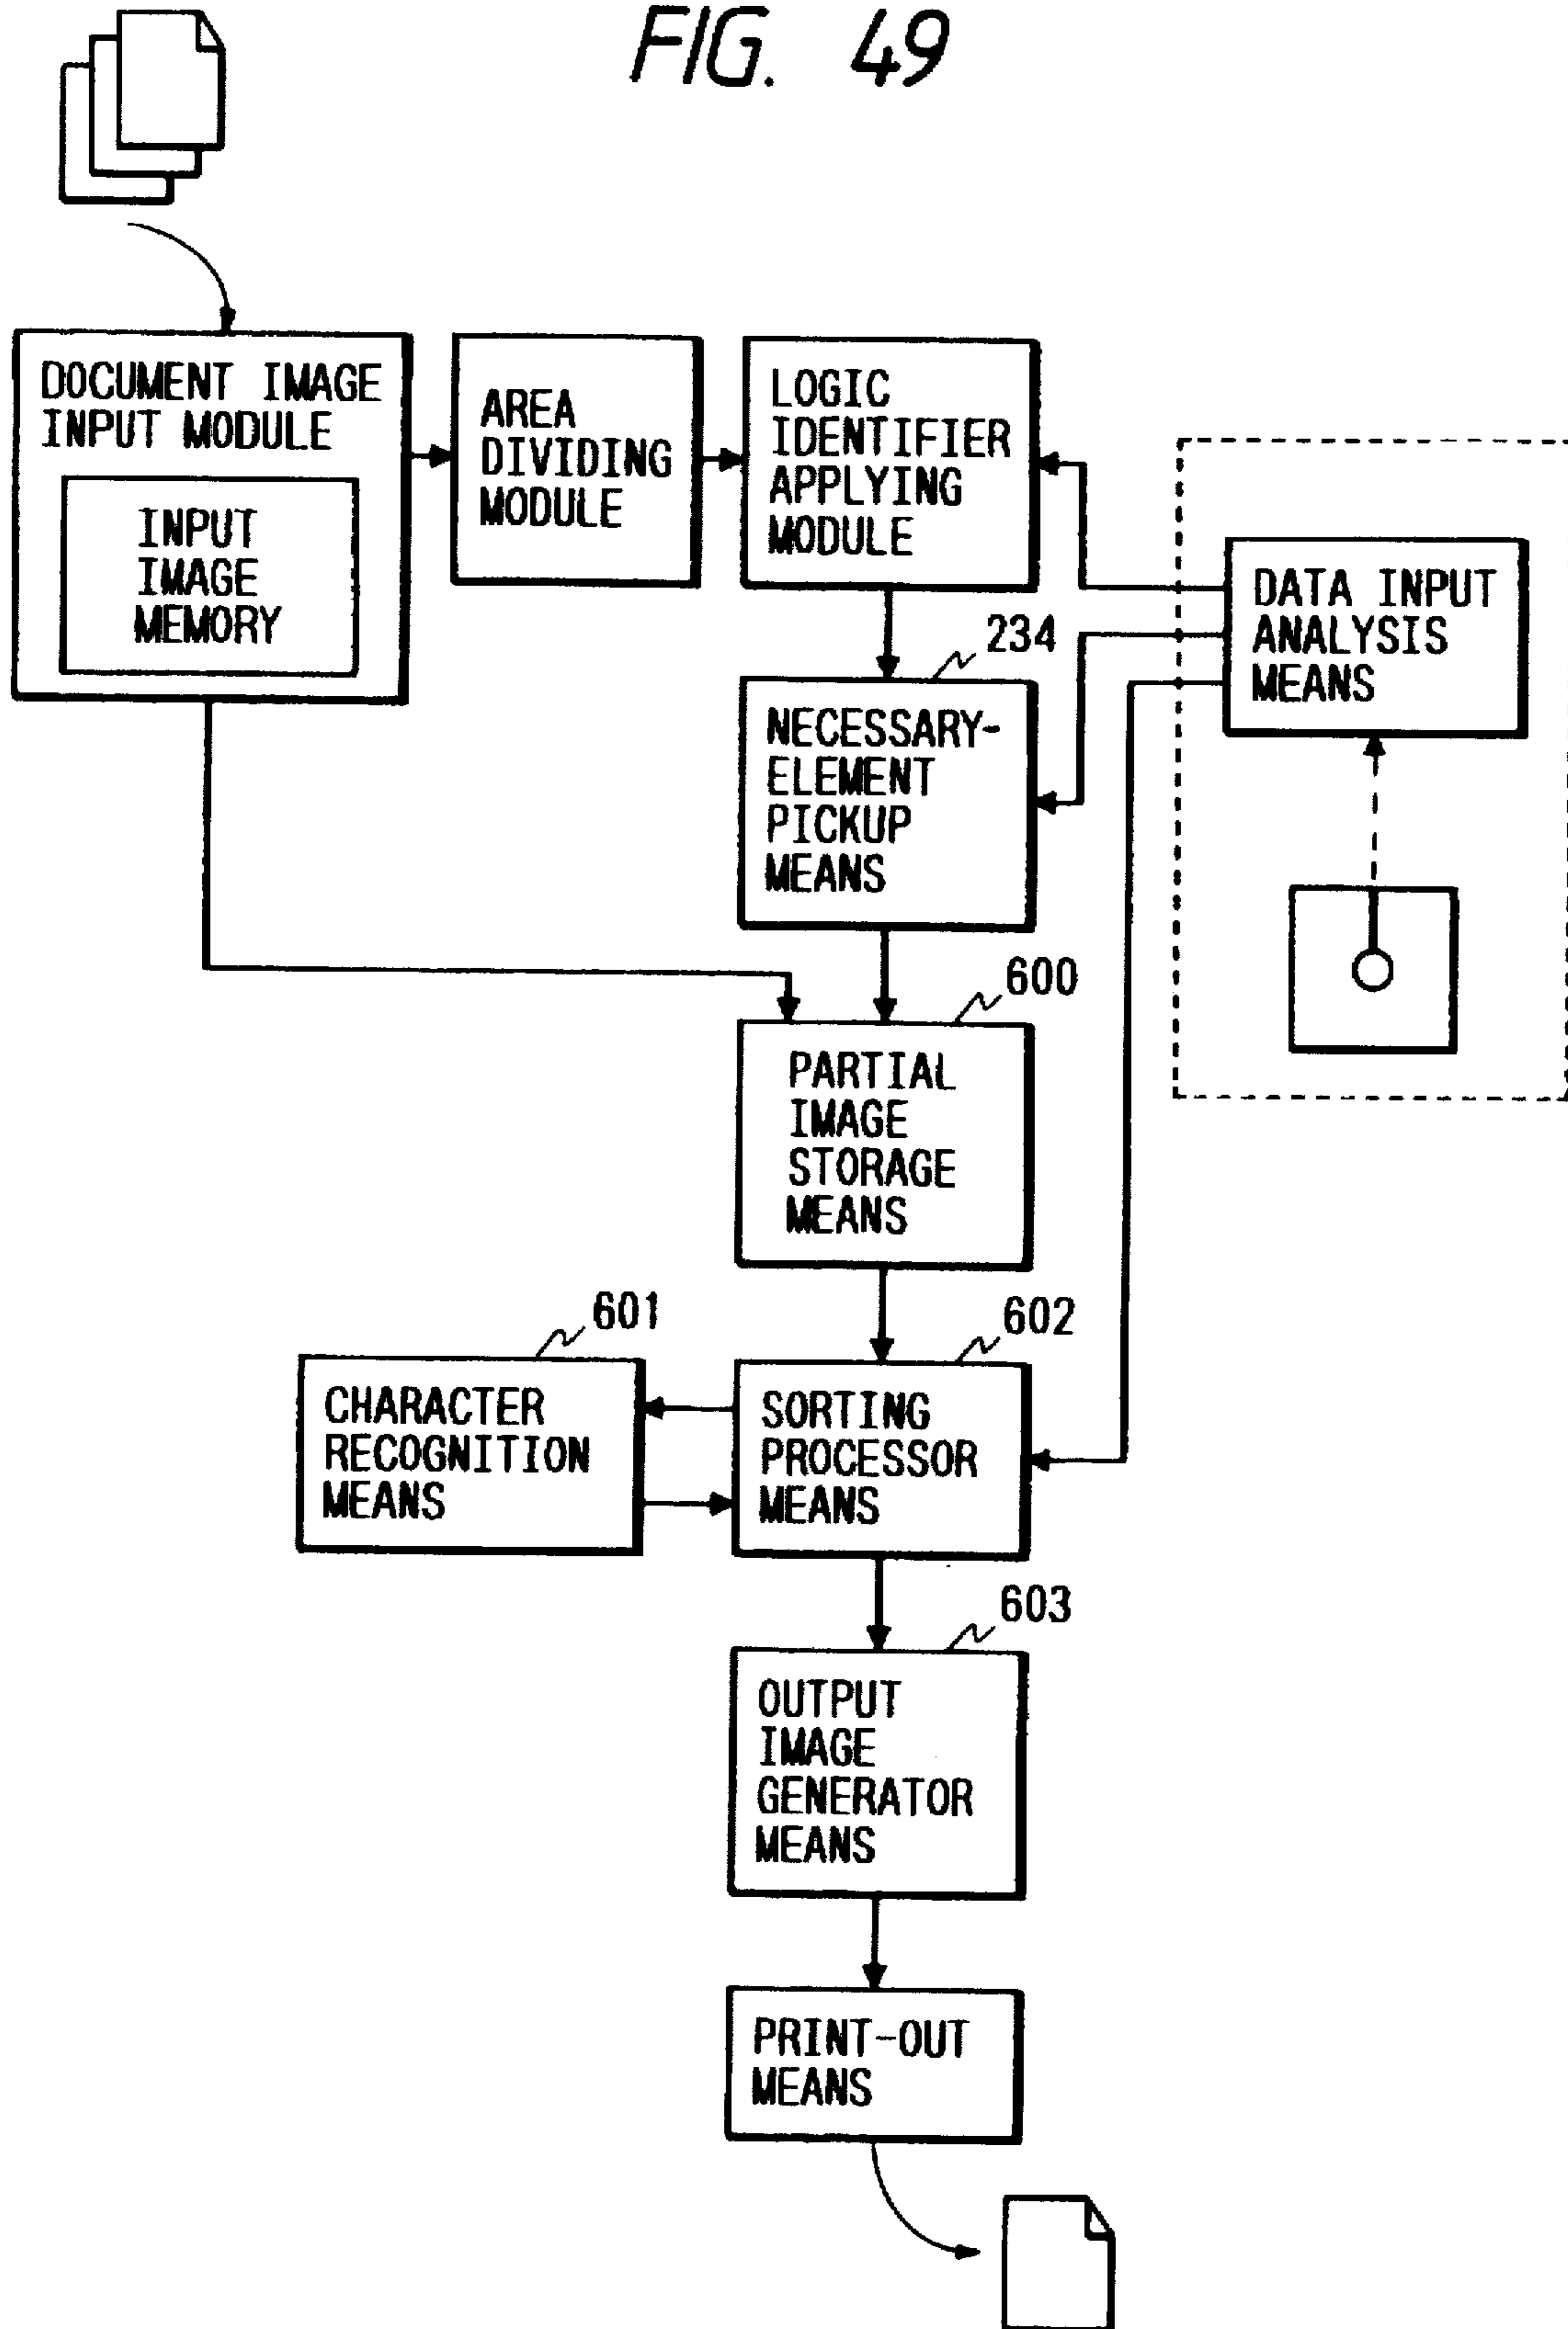 FIG. 49
DOCUMENT IMAGE
INPUT MODULE
INPUT
IMAGE
MEMORY
AREA
DIVIDING
MODULE
LOGIC
IDENTIFIER
APPLYING
MODULE
DATA INPUT
ANALYSIS
MEANS
234
NECESSARY-
ELEMENT
PICKUP
MEANS
600
PARTIAL
IMAGE
STORAGE
MEANS
601
CHARACTER
RECOGNITION
MEANS
602
SORTING
PROCESSOR
MEANS
603
OUTPUT
IMAGE
GENERATOR
MEANS
PRINT-OUT
MEANS